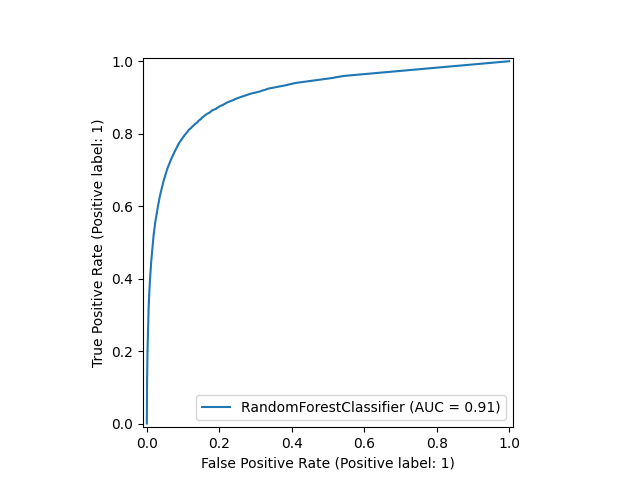 1.0
0.8
0.6
0.4
0.2
0.0
True Positive Rate (Positive label: 1)
RandomForestClassifier (AUC = 0.91)
0.0 0.2 0.4 0.6 0.8 1.0
False Positive Rate (Positive label: 1)